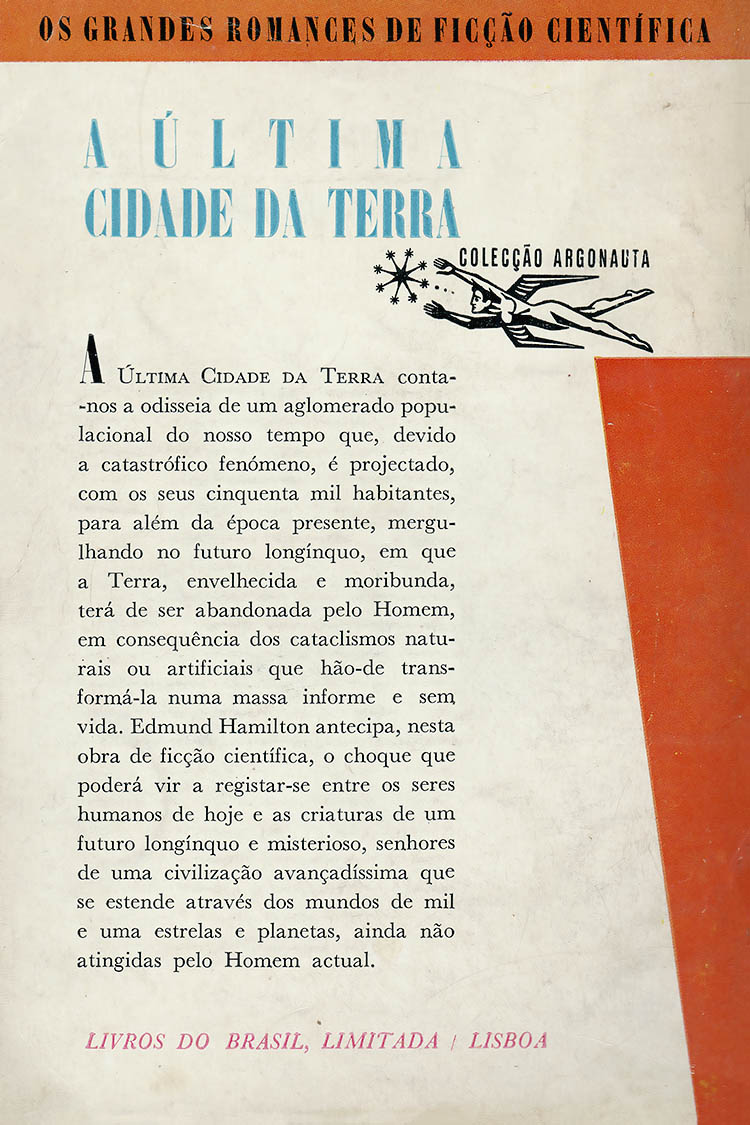 OS GRANDES ROMANCES DE FICÇÃO CIENTÍFICA
A ÚLTIMA
CIDADE DA TERRA
COLECÇÃO ARGONAUTA
A ÚLTIMA CIDADE DA TERRA conta-
-nos a odisseia de um aglomerado popu-
lacional do nosso tempo que, devido
a catastrófico fenómeno, é projectado,
com os seus cinquenta mil habitantes,
para além da época presente, mergu-
lhando no futuro longínquo, em que
a Terra, envelhecida e moribunda,
terá de ser abandonada pelo Homem,
em consequência dos cataclismos natu-
rais ou artificiais que hão-de trans-
formá-la numa massa informe e sem
vida. Edmund Hamilton antecipa, nesta
obra de ficção científica, o choque que
poderá vir a registar-se entre os seres
humanos de hoje e as criaturas de um
futuro longínquo e misterioso, senhores
de uma civilização avançadíssima que
se estende através dos mundos de mil
e uma estrelas e planetas, ainda não
atingidas pelo Homem actual.
LIVROS DO BRASIL, LIMITADA / LISBOA